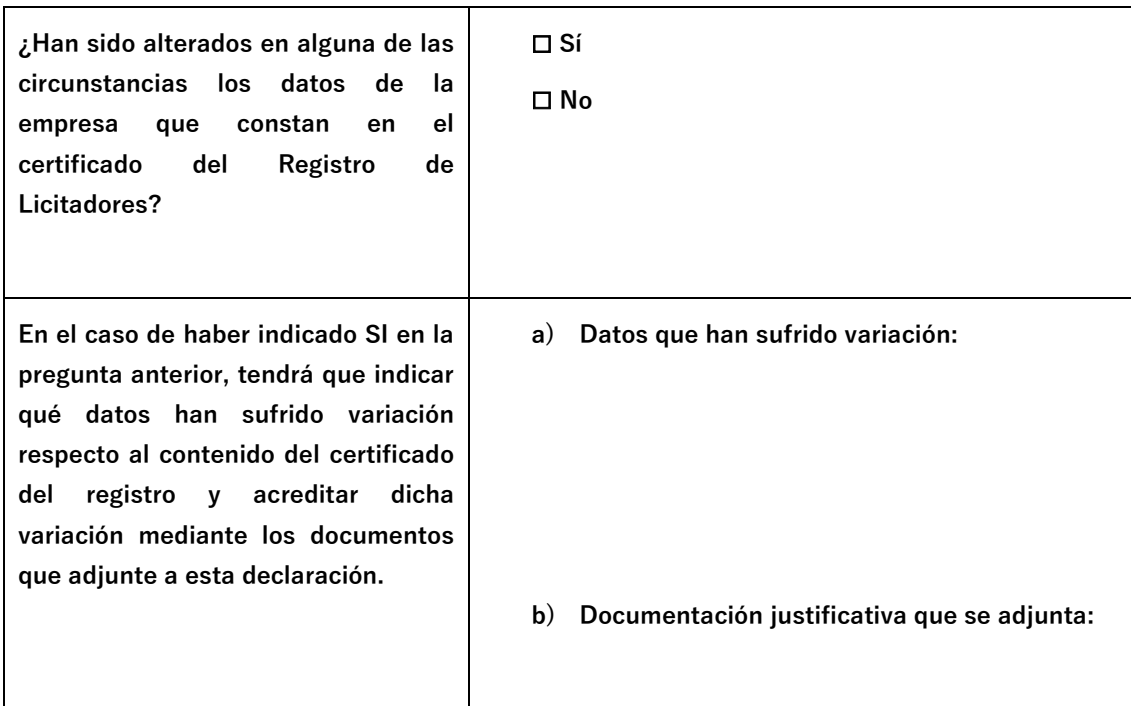 ¿Han sido alterados en alguna de las
circunstancias los datos de la
empresa que constan en el
certificado del Registro de
Licitadores?
☐ Sí
☐ No
En el caso de haber indicado SI en la
pregunta anterior, tendrá que indicar
qué datos han sufrido variación
respecto al contenido del certificado
del registro y acreditar dicha
variación mediante los documentos
que adjunte a esta declaración.
a) Datos que han sufrido variación:
b) Documentación justificativa que se adjunta: